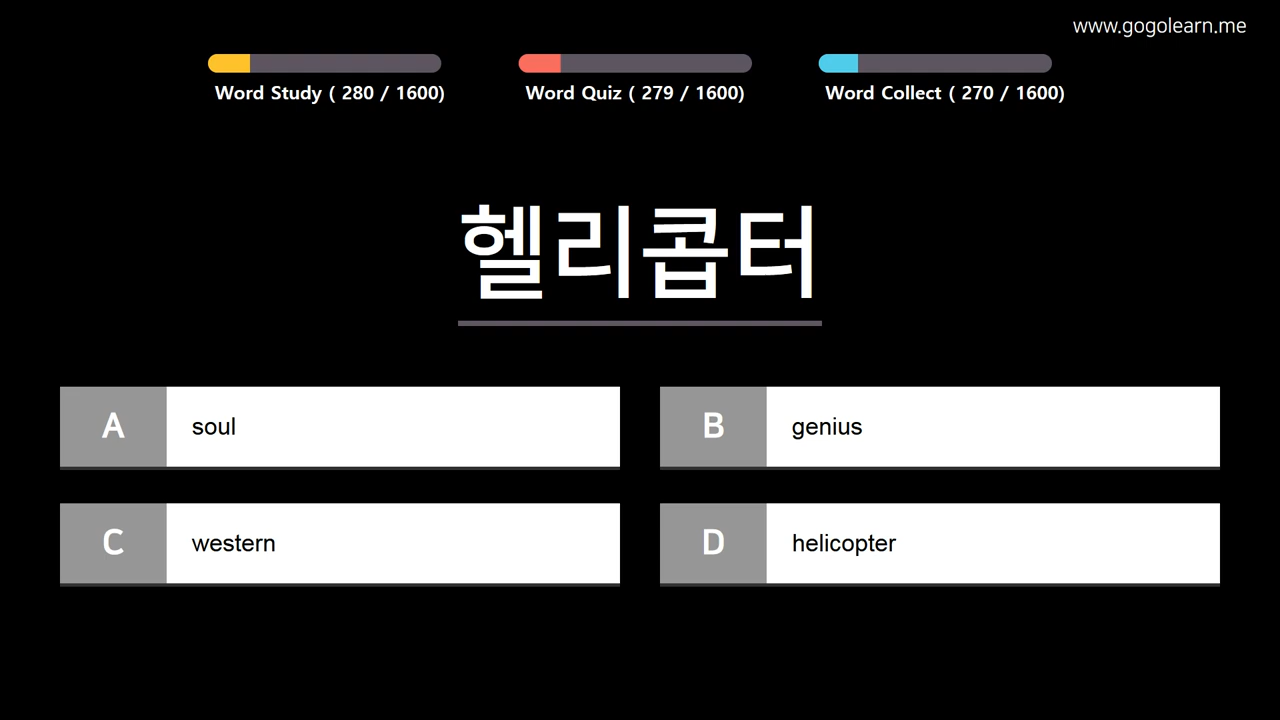 www.gogolearn.me
Word Study ( 280 / 1600)
Word Quiz ( 279 / 1600)
Word Collect ( 270 / 1600)
헬리콥터
A soul
B genius
C western
D helicopter